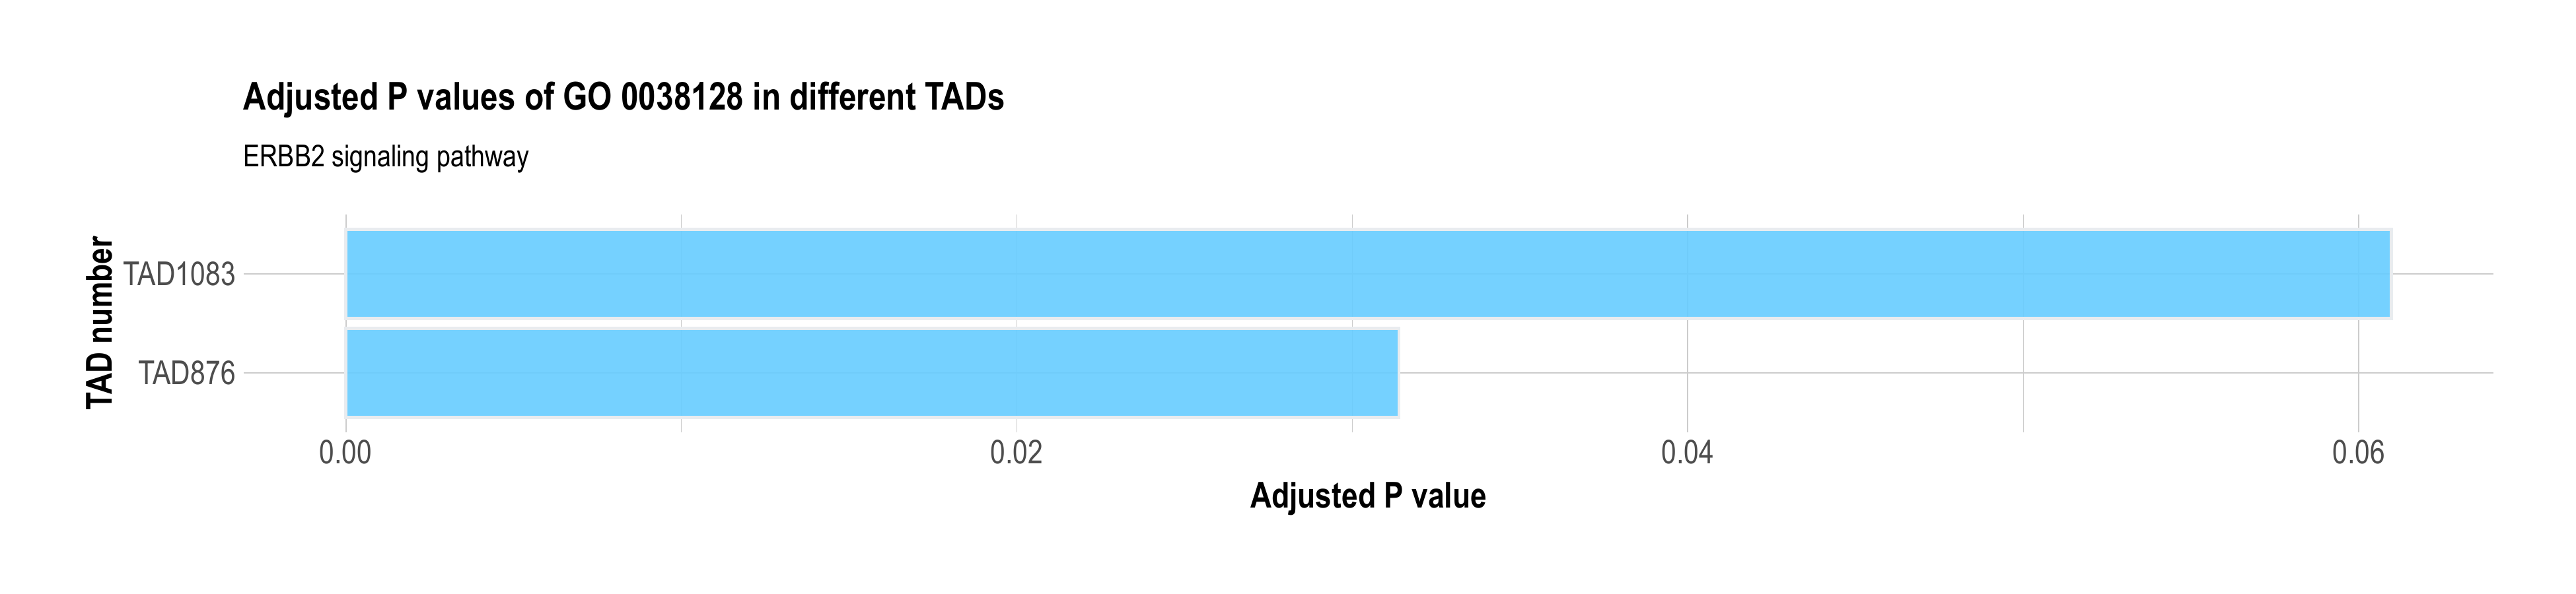 Adjusted P values of GO 0038128 in different TADs
ERBB2 signaling pathway
TAD number
TAD1083
TAD876
0.00
0.02
0.04
0.06
Adjusted P value